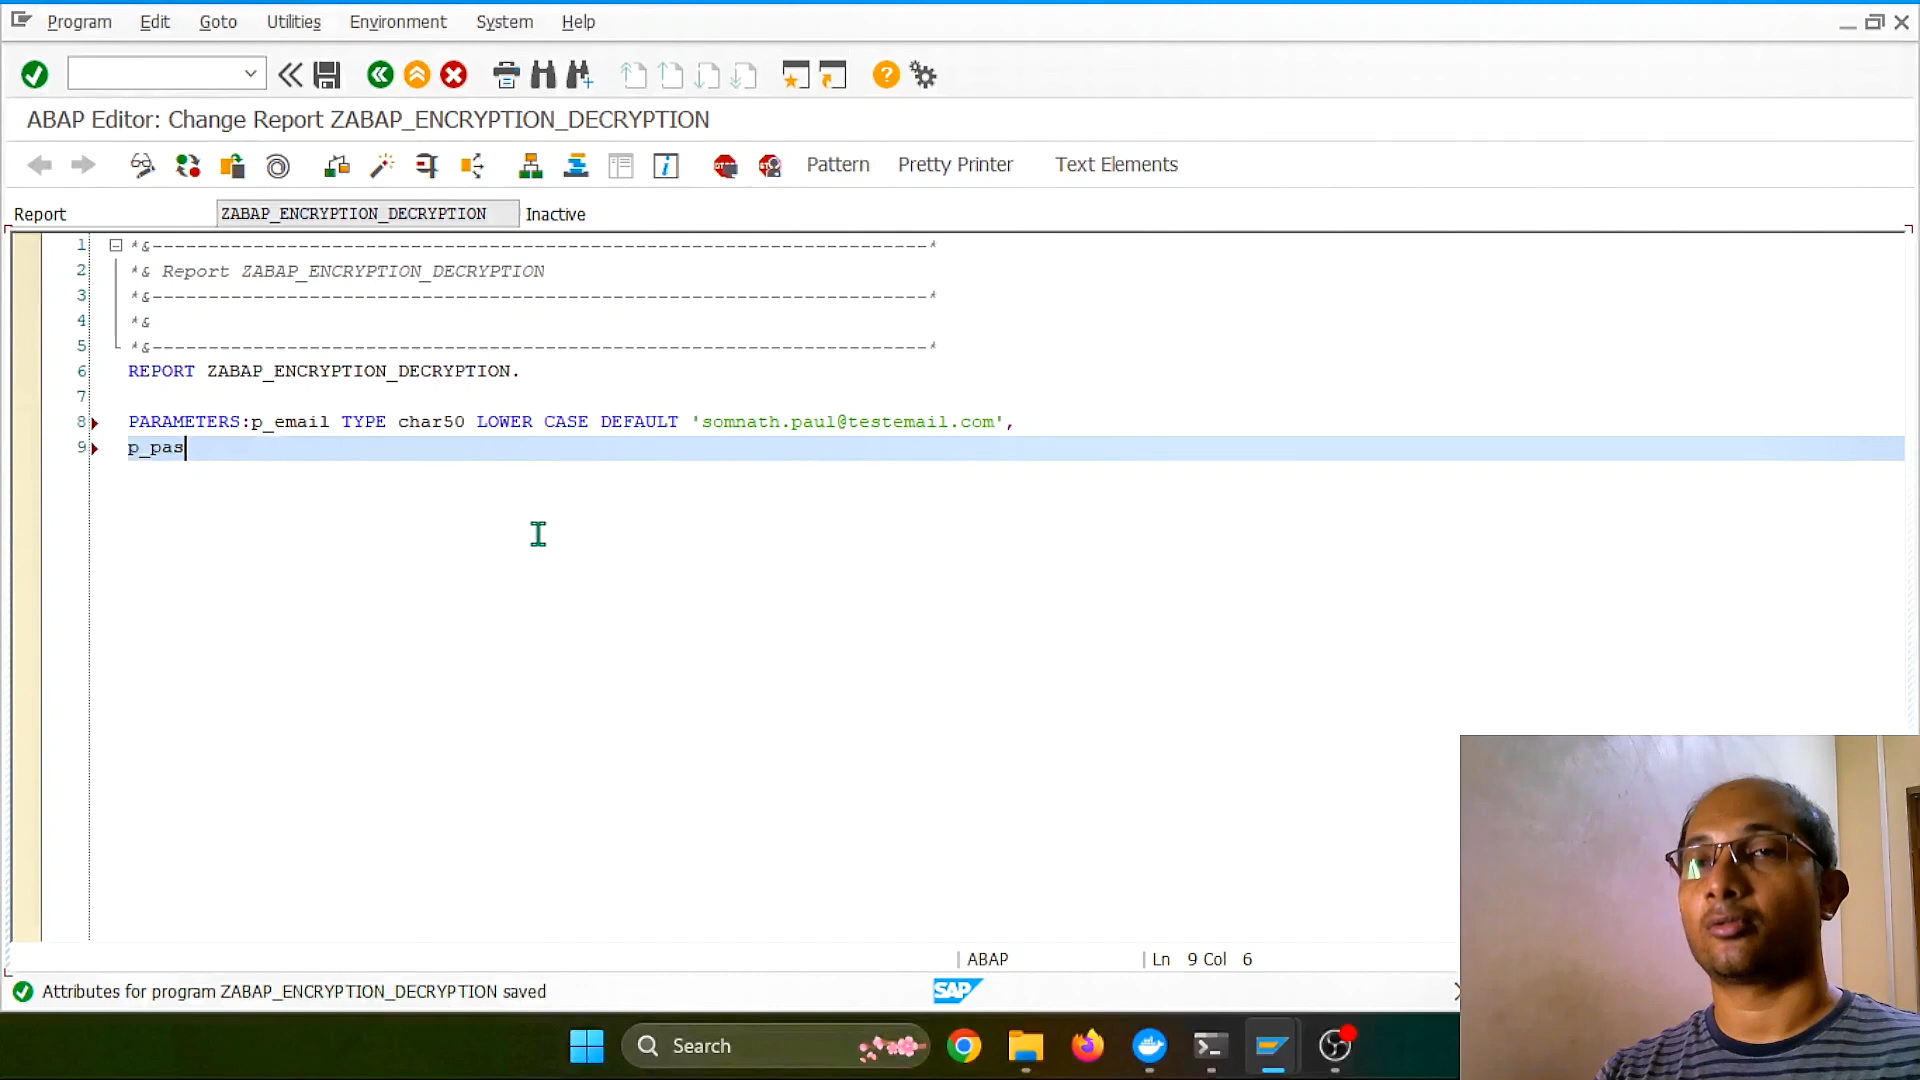 Program Edit Goto Utilities Environment System Help
ABAP Editor: Change Report ZABAP_ENCRYPTION_DECRYPTION
Pattern Pretty Printer Text Elements
Report ZABAP_ENCRYPTION_DECRYPTION Inactive
1 *&---------------------------------------------------------------------*
2 *& Report ZABAP_ENCRYPTION_DECRYPTION
3 *&---------------------------------------------------------------------*
4 *&
5 *&---------------------------------------------------------------------*
6 REPORT ZABAP_ENCRYPTION_DECRYPTION.
7
8 PARAMETERS:p_email TYPE char50 LOWER CASE DEFAULT 'somnath.paul@testemail.com',
9 p_pas
ABAP Ln 9 Col 6
Attributes for program ZABAP_ENCRYPTION_DECRYPTION saved
SAP
Search